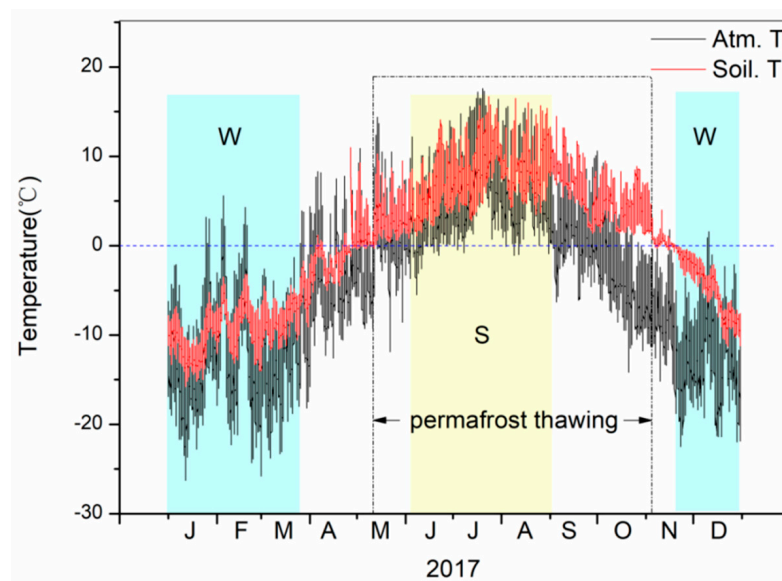 Atm. T
Soil. T
20
W
W
10
0
Temperature(℃)
-10
S
-20
permafrost thawing
-30
J F M A M J J A S O N D
2017